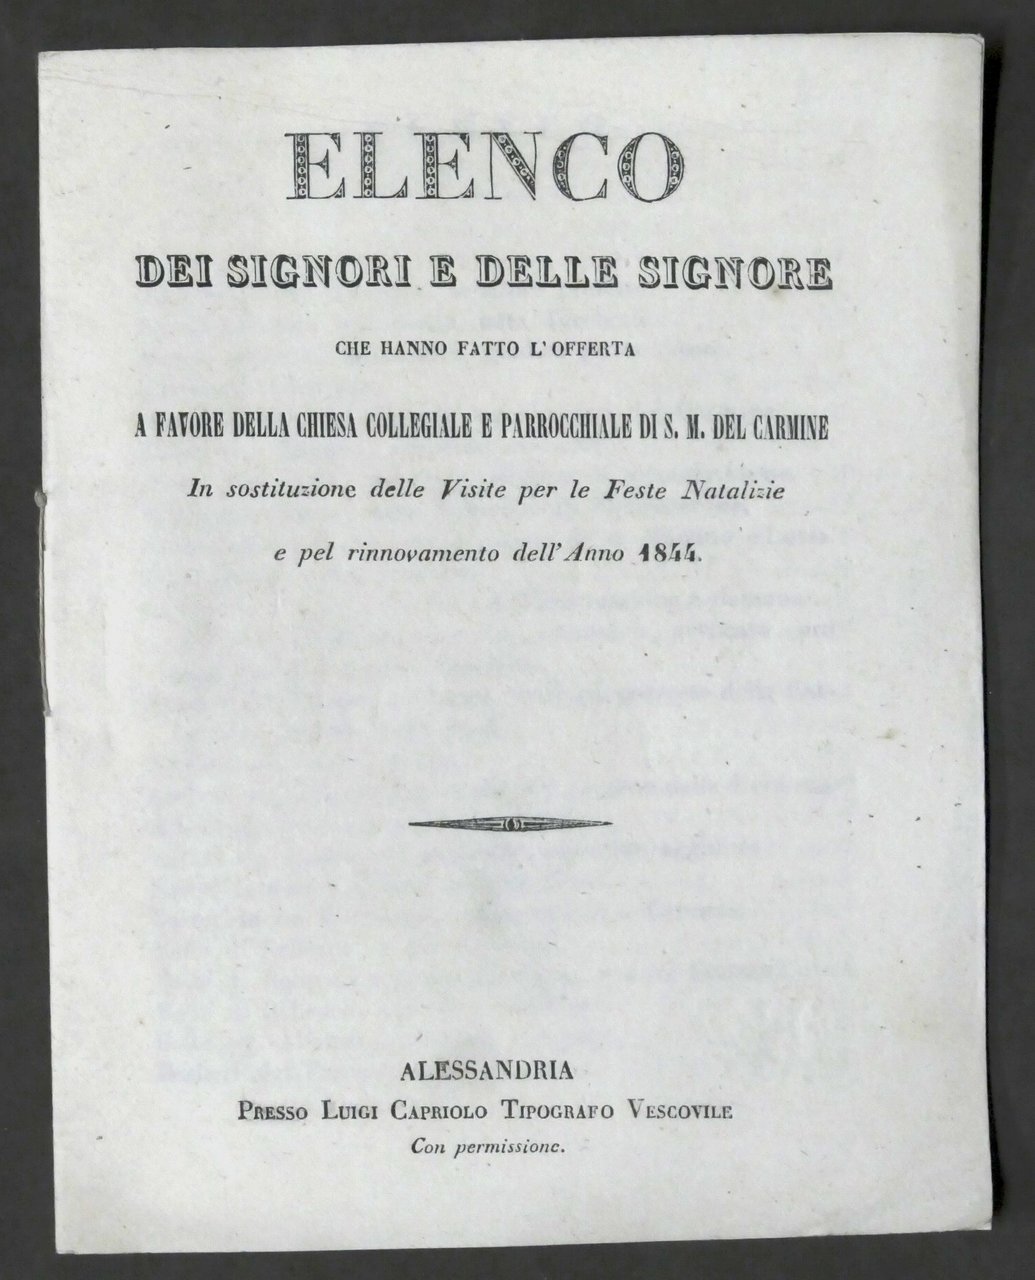 ELENCO
DEI SIGNORI E DELLE SIGNORE
CHE HANNO FATTO L'OFFERTA
A FAVORE DELLA CHIESA COLLEGIALE E PARROCCHIALE DI S. M. DEL CARMINE
In sostituzione delle Visite per le Feste Natalizie
e pel rinnovamento dell'Anno 1844.
ALESSANDRIA
PRESSO LUIGI CAPRIOLO TIPOGRAFO VESCOVILE
Con permissione.